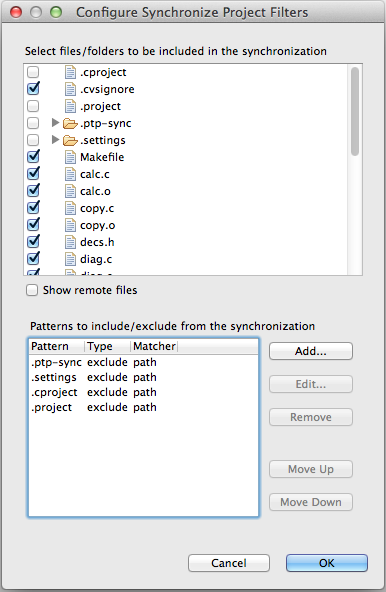 Configure Synchronize Project Filters
Select files/folders to be included in the synchronization
.cproject
.cvsignore
.project
.ptp-sync
.settings
Makefile
calc.c
calc.o
copy.c
copy.o
decs.h
diag.c
Show remote files
Patterns to include/exclude from the synchronization
Pattern Type Matcher
.ptp-sync exclude path
.settings exclude path
.cproject exclude path
.project exclude path
Add...
Edit...
Remove
Move Up
Move Down
Cancel OK